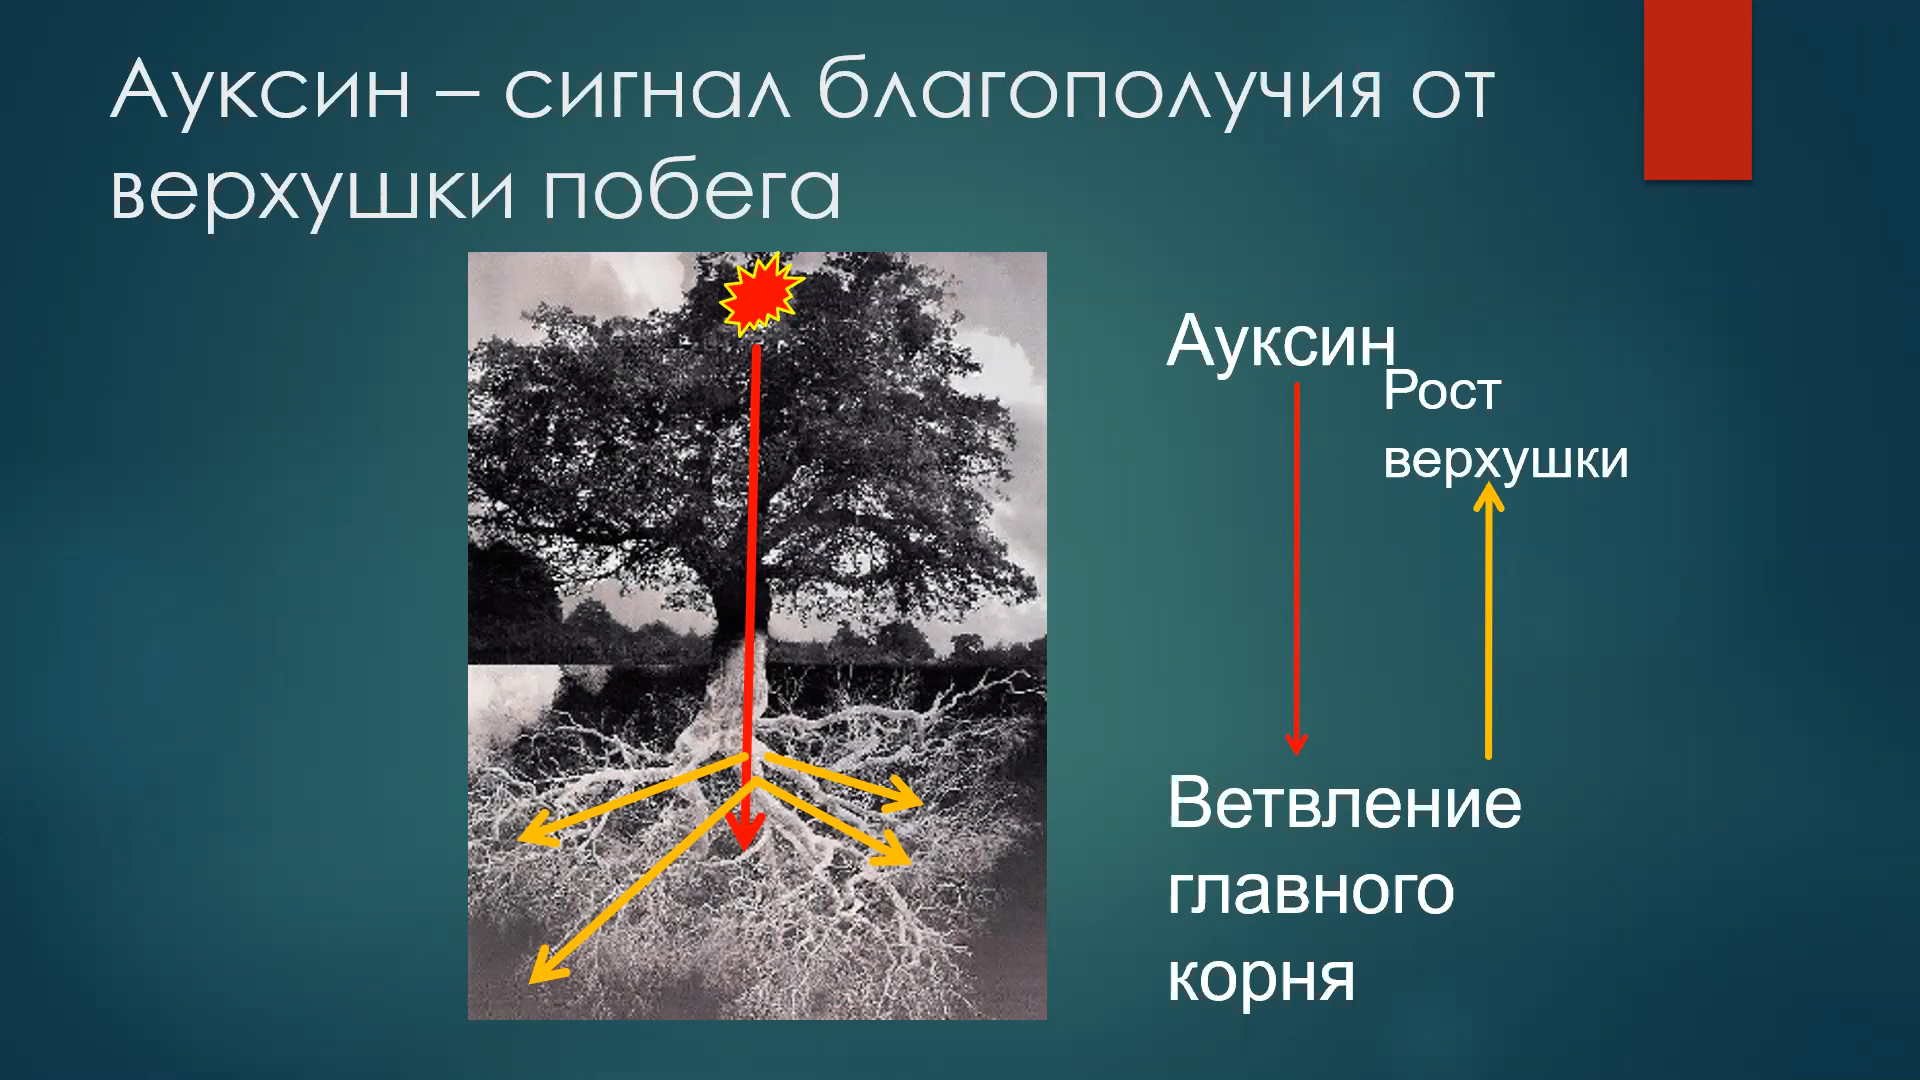 Ауксин – сигнал благополучия от
верхушки побега
Ауксин
Рост
верхушки
Ветвление
главного
корня